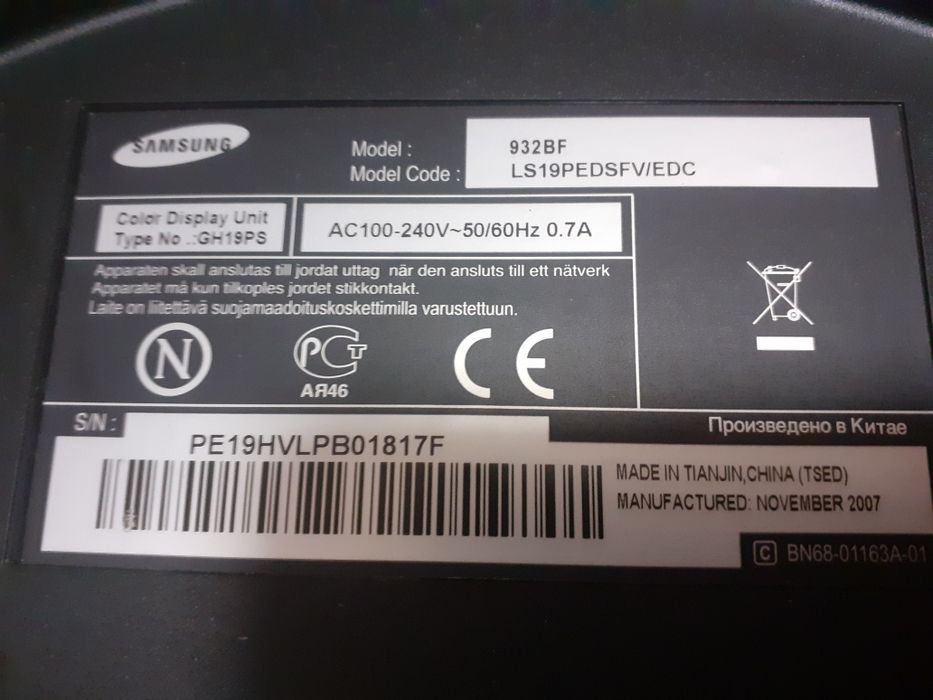 SAMSUNG
Model : 932BF
Model Code : LS19PEDSFV/EDC
Color Display Unit
Type No .:GH19PS
AC100-240V~50/60Hz 0.7A
Apparaten skall anslutas till jordat uttag när den ansluts till ett nätverk
Apparatet må kun tilkoples jordet stikkontakt.
Laite on liitettävä suojamaadoituskoskettimilla varustettuun.
N
РСТ
АЯ46
CE
S/N :
PE19HVLPB01817F
Произведено в Китае
MADE IN TIANJIN,CHINA (TSED)
MANUFACTURED: NOVEMBER 2007
C BN68-01163A-01